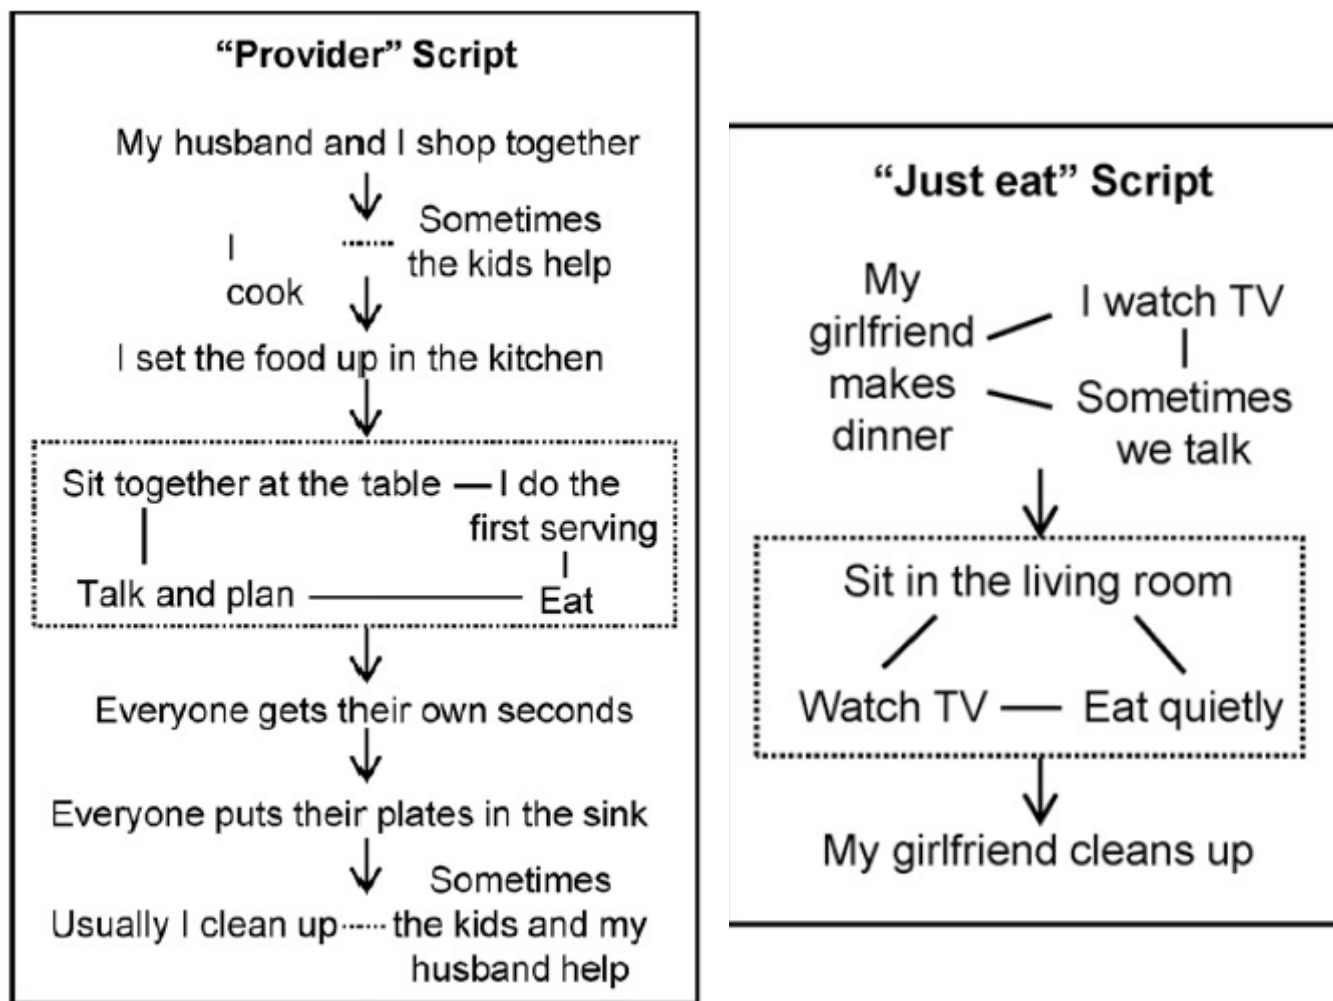 “Provider” Script
My husband and I shop together
I
cook
Sometimes
the kids help
I set the food up in the kitchen
Sit together at the table
I do the
first serving
Talk and plan
Eat
Everyone gets their own seconds
Everyone puts their plates in the sink
Usually I clean up
Sometimes
the kids and my
husband help
“Just eat” Script
My
girlfriend
makes
dinner
I watch TV
Sometimes
we talk
Sit in the living room
Watch TV
Eat quietly
My girlfriend cleans up